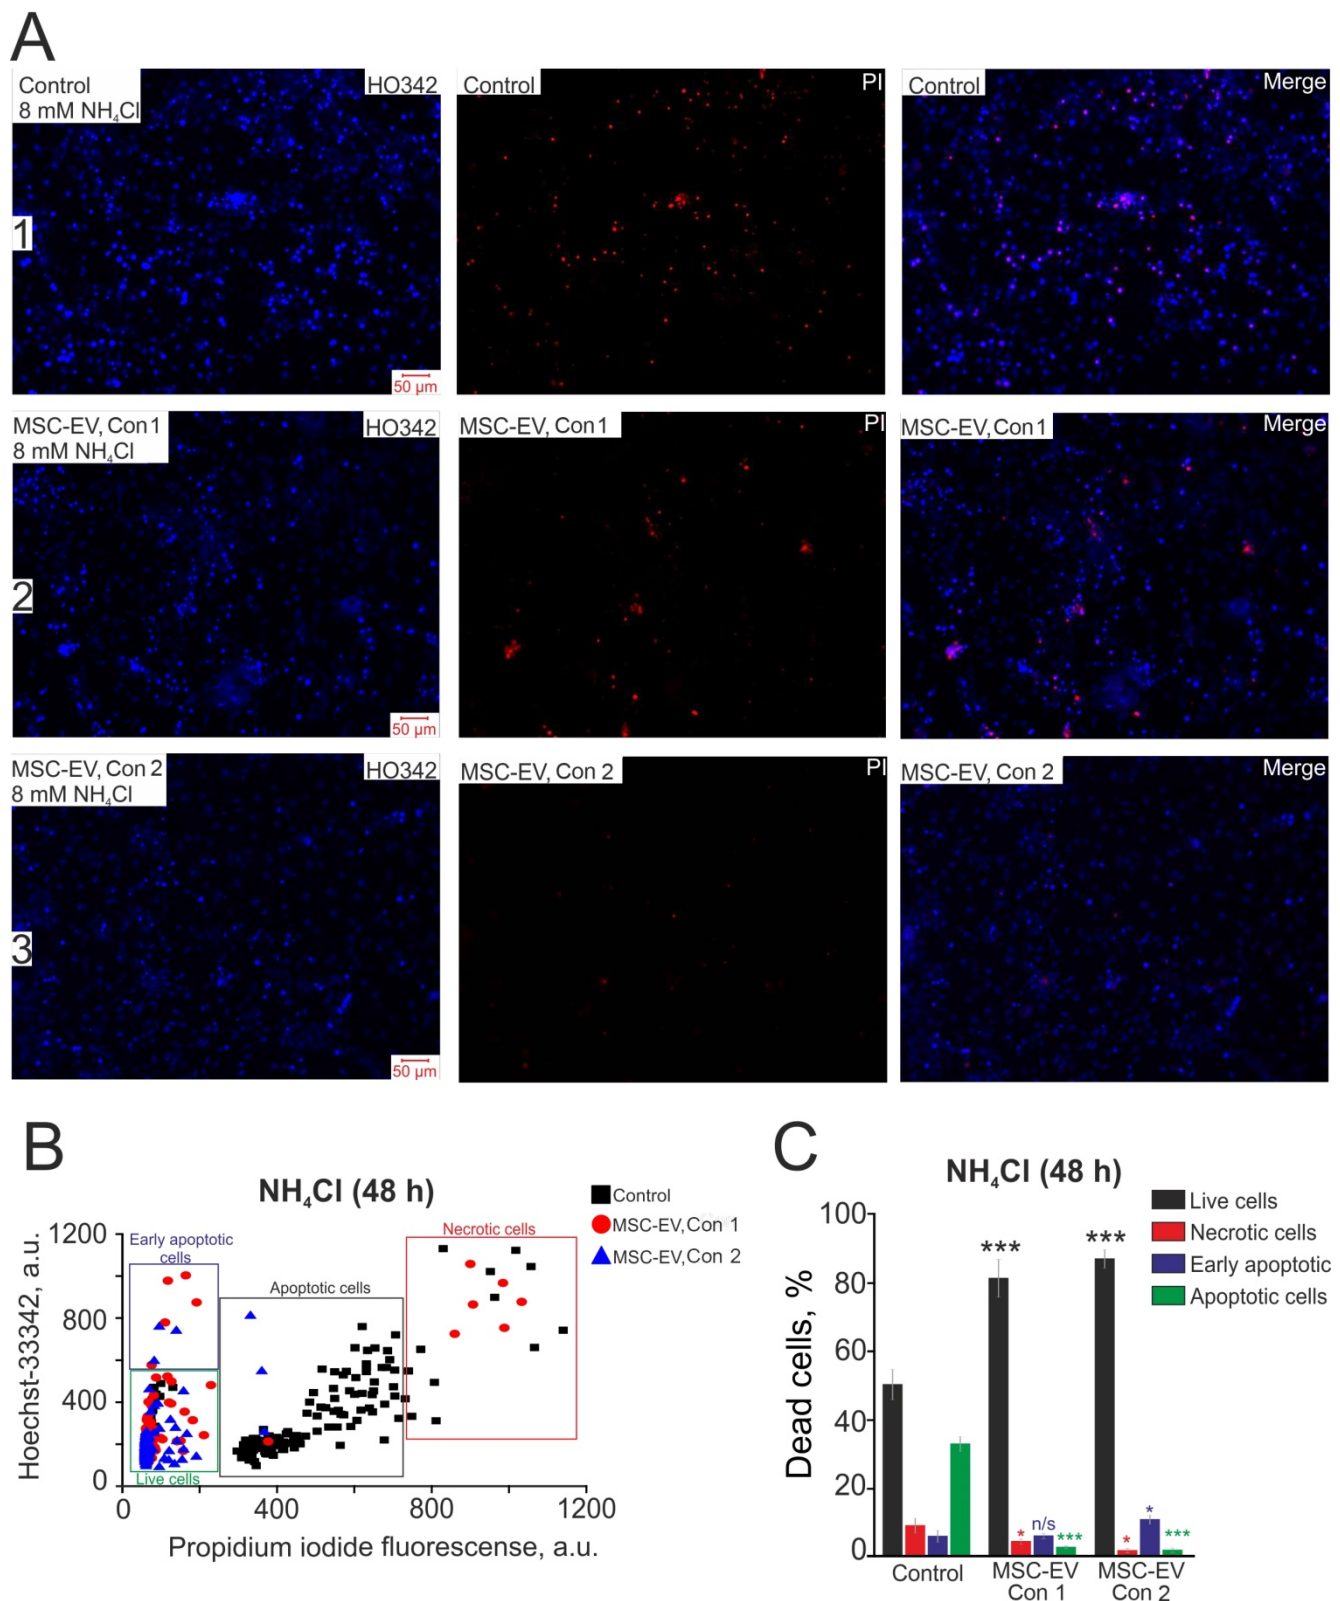 A
Control
8 mM NH₄Cl
HO342
Control
PI
Control
Merge
1
50 µm
MSC-EV, Con 1
8 mM NH₄Cl
HO342
MSC-EV, Con 1
PI
MSC-EV, Con 1
Merge
2
50 µm
MSC-EV, Con 2
8 mM NH₄Cl
HO342
MSC-EV, Con 2
PI
MSC-EV, Con 2
Merge
3
50 µm
B
NH₄Cl (48 h)
Control
MSC-EV, Con 1
MSC-EV, Con 2
Hoechst-33342, a.u.
1200
800
400
0
Early apoptotic
cells
Apoptotic cells
Necrotic cells
Live cells
0
400
800
1200
Propidium iodide fluorescense, a.u.
C
NH₄Cl (48 h)
Live cells
Necrotic cells
Early apoptotic
Apoptotic cells
Dead cells, %
100
80
60
40
20
0
***
*
n/s
***
***
*
*
***
Control
MSC-EV
Con 1
MSC-EV
Con 2